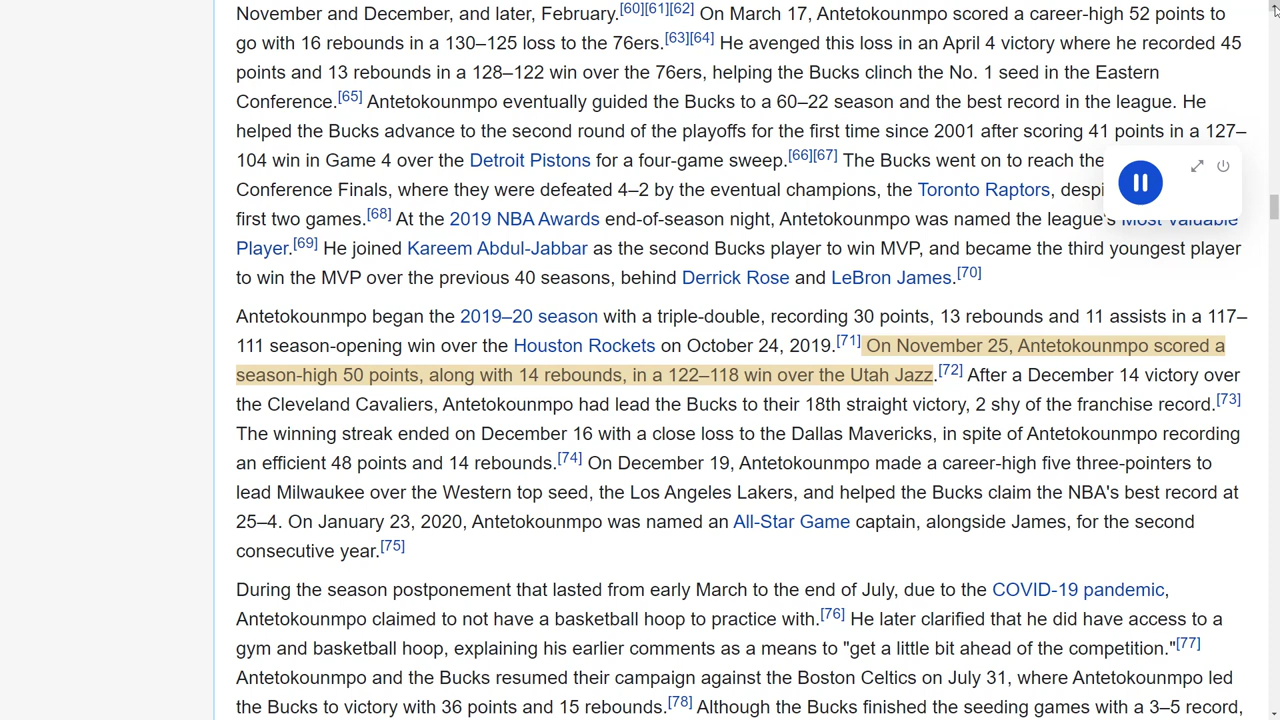 November and December, and later, February.[60][61][62] On March 17, Antetokounmpo scored a career-high 52 points to
go with 16 rebounds in a 130–125 loss to the 76ers.[63][64] He avenged this loss in an April 4 victory where he recorded 45
points and 13 rebounds in a 128–122 win over the 76ers, helping the Bucks clinch the No. 1 seed in the Eastern
Conference.[65] Antetokounmpo eventually guided the Bucks to a 60–22 season and the best record in the league. He
helped the Bucks advance to the second round of the playoffs for the first time since 2001 after scoring 41 points in a 127–
104 win in Game 4 over the Detroit Pistons for a four-game sweep.[66][67] The Bucks went on to reach the
Conference Finals, where they were defeated 4–2 by the eventual champions, the Toronto Raptors,
first two games.[68] At the 2019 NBA Awards end-of-season night, Antetokounmpo was named the league's Most Valuable
Player.[69] He joined Kareem Abdul-Jabbar as the second Bucks player to win MVP, and became the third youngest player
to win the MVP over the previous 40 seasons, behind Derrick Rose and LeBron James.[70]
Antetokounmpo began the 2019–20 season with a triple-double, recording 30 points, 13 rebounds and 11 assists in a 117–
111 season-opening win over the Houston Rockets on October 24, 2019.[71] On November 25, Antetokounmpo scored a
season-high 50 points, along with 14 rebounds, in a 122–118 win over the Utah Jazz.[72] After a December 14 victory over
the Cleveland Cavaliers, Antetokounmpo had lead the Bucks to their 18th straight victory, 2 shy of the franchise record.[73]
The winning streak ended on December 16 with a close loss to the Dallas Mavericks, in spite of Antetokounmpo recording
an efficient 48 points and 14 rebounds.[74] On December 19, Antetokounmpo made a career-high five three-pointers to
lead Milwaukee over the Western top seed, the Los Angeles Lakers, and helped the Bucks claim the NBA's best record at
25–4. On January 23, 2020, Antetokounmpo was named an All-Star Game captain, alongside James, for the second
consecutive year.[75]
During the season postponement that lasted from early March to the end of July, due to the COVID-19 pandemic,
Antetokounmpo claimed to not have a basketball hoop to practice with.[76] He later clarified that he did have access to a
gym and basketball hoop, explaining his earlier comments as a means to "get a little bit ahead of the competition."[77]
Antetokounmpo and the Bucks resumed their campaign against the Boston Celtics on July 31, where Antetokounmpo led
the Bucks to victory with 36 points and 15 rebounds.[78] Although the Bucks finished the seeding games with a 3–5 record,